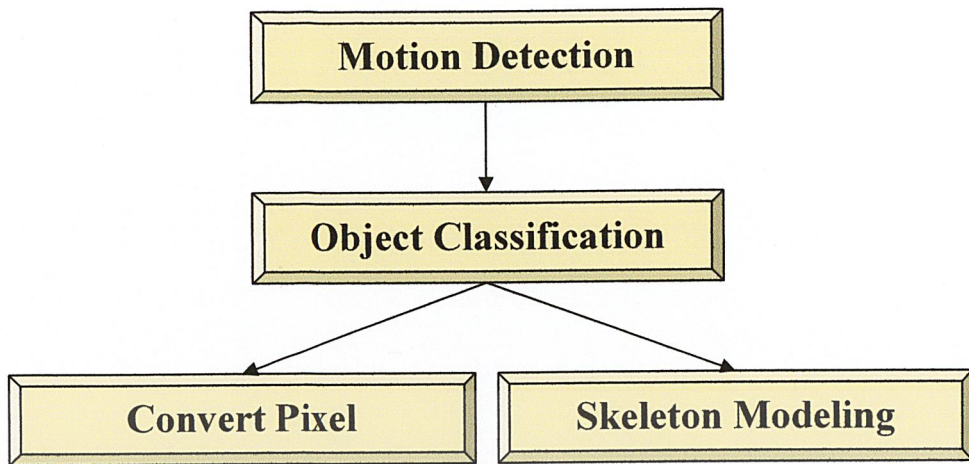 Motion Detection
Object Classification
Convert Pixel
Skeleton Modeling